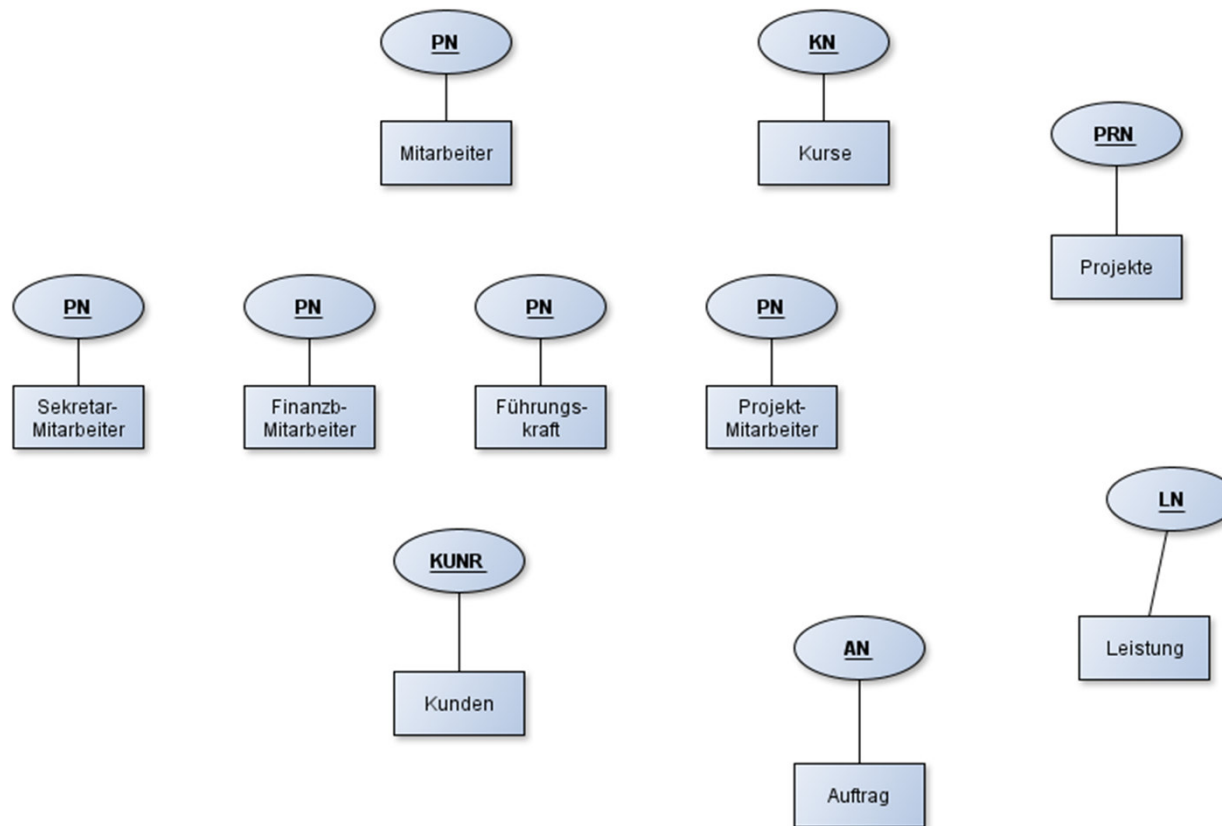 PN
KN
Mitarbeiter
Kurse
PRN
Projekte
PN
PN
PN
PN
Sekretar-
Mitarbeiter
Finanzb-
Mitarbeiter
Führungs-
kraft
Projekt-
Mitarbeiter
LN
KUNR
Leistung
AN
Kunden
Auftrag